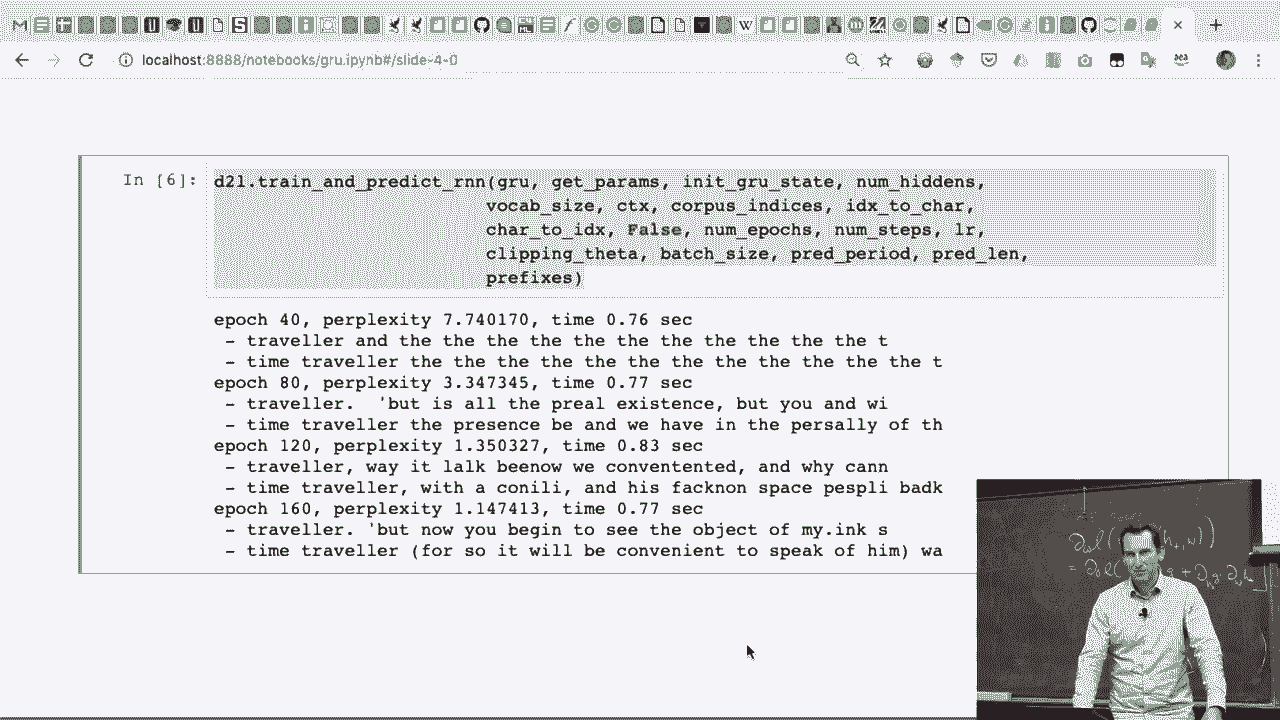 localhost:8888/notebooks/gru.ipynb#/slide-4-0
In [6]: d2l.train_and_predict_rnn(gru, get_params, init_gru_state, num_hiddens,
vocab_size, ctx, corpus_indices, idx_to_char,
char_to_idx, False, num_epochs, num_steps, lr,
clipping_theta, batch_size, pred_period, pred_len,
prefixes)
epoch 40, perplexity 7.740170, time 0.76 sec
- traveller and the the the the the the the the the the the t
- time traveller the the the the the the the the the the the the t
epoch 80, perplexity 3.347345, time 0.77 sec
- traveller.  'but is all the preal existence, but you and wi
- time traveller the presence be and we have in the persally of th
epoch 120, perplexity 1.350327, time 0.83 sec
- traveller, way it lalk beenow we conventented, and why cann
- time traveller, with a conili, and his facknon space pespli badk
epoch 160, perplexity 1.147413, time 0.77 sec
- traveller. 'but now you begin to see the object of my.ink s
- time traveller (for so it will be convenient to speak of him) wa